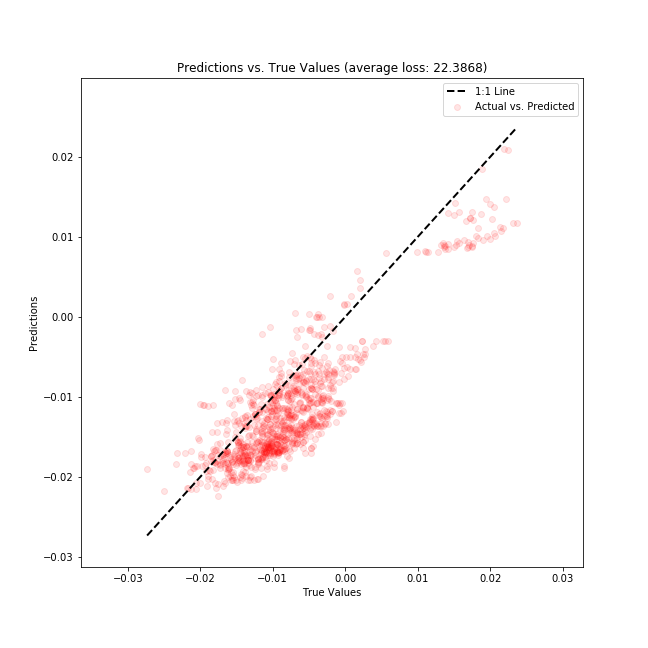 Predictions vs. True Values (average loss: 22.3868)
1:1 Line
Actual vs. Predicted
0.02
0.01
0.00
−0.01
−0.02
−0.03
Predictions
−0.03
−0.02
−0.01
0.00
0.01
0.02
0.03
True Values